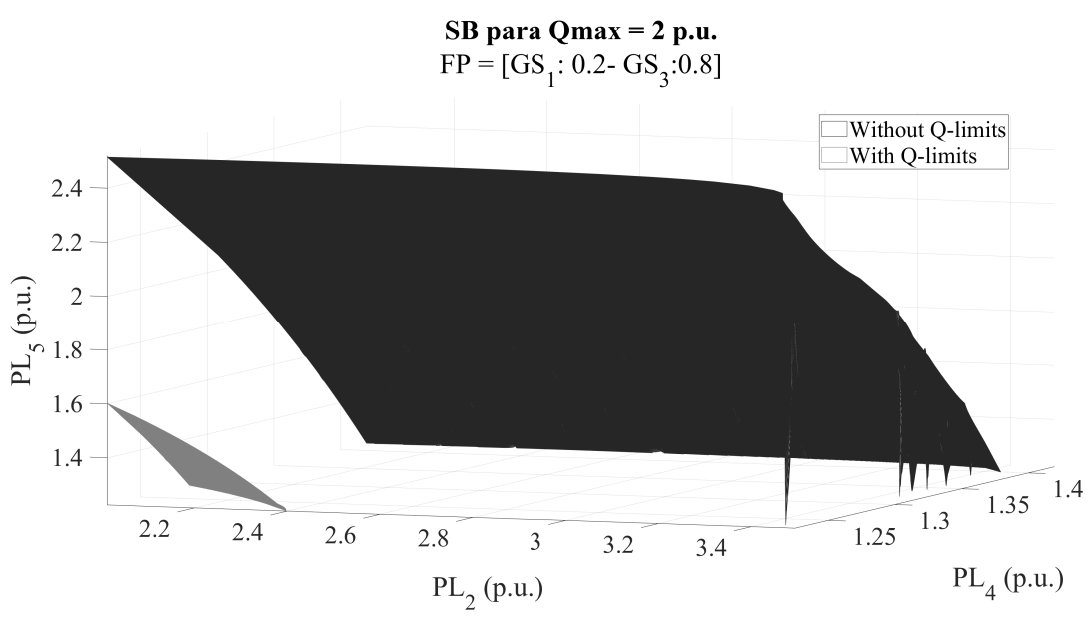 SB para Qmax = 2 p.u.
FP = [GS1: 0.2- GS3:0.8]
Without Q-limits
With Q-limits
2.4
2.2
2
1.8
1.6
1.4
PL5 (p.u.)
2.2
2.4
2.6
2.8
3
3.2
3.4
PL2 (p.u.)
1.25
1.3
1.35
1.4
PL4 (p.u.)